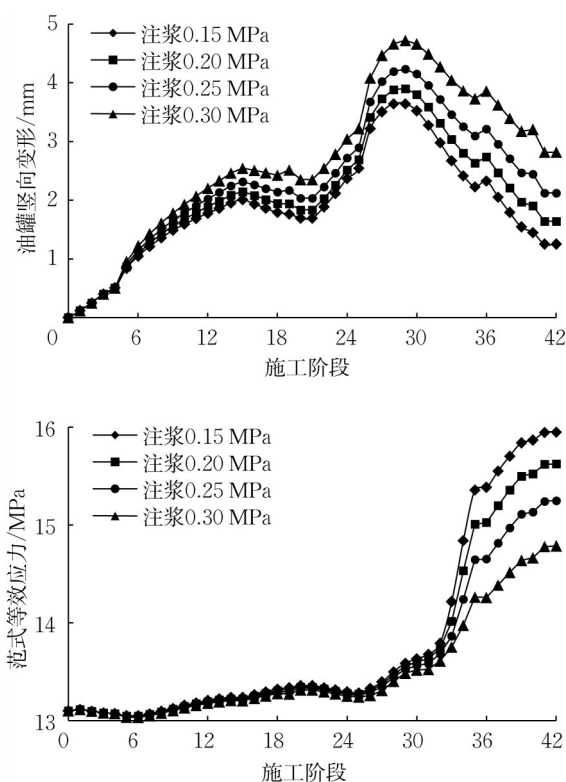 5
4
3
2
1
0
油罐竖向变形/mm
注浆0.15 MPa
注浆0.20 MPa
注浆0.25 MPa
注浆0.30 MPa
6 12 18 24 30 36 42
施工阶段
16
15
14
13
范式等效应力/MPa
注浆0.15 MPa
注浆0.20 MPa
注浆0.25 MPa
注浆0.30 MPa
0 6 12 18 24 30 36 42
施工阶段